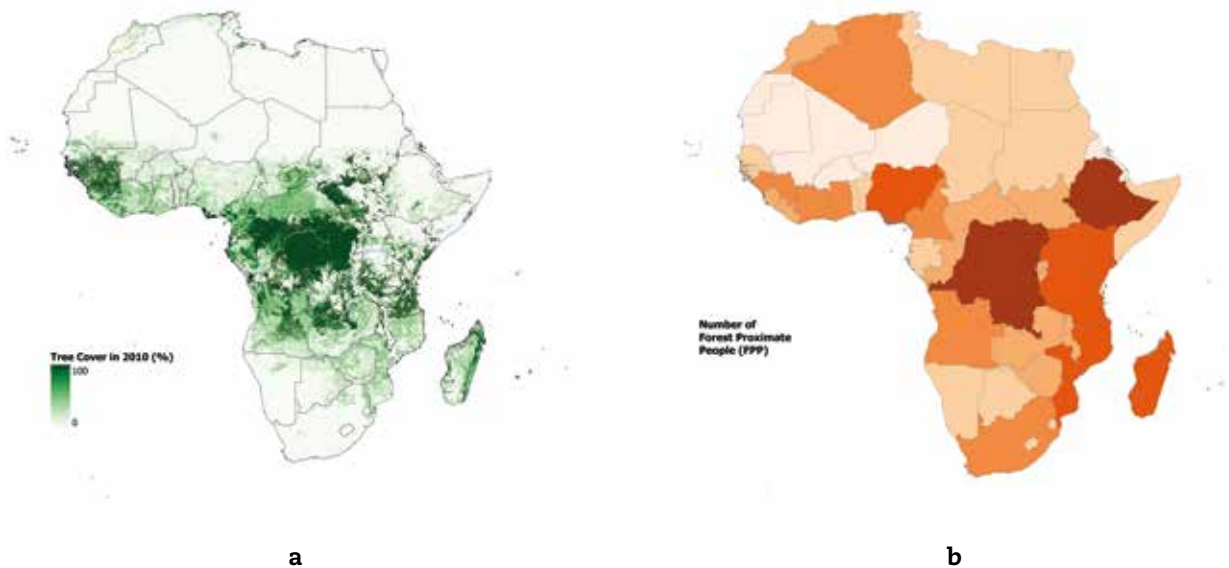 Tree Cover in 2010 (%)
100
0
Number of
Forest Proximate
People (FPP)
a
b